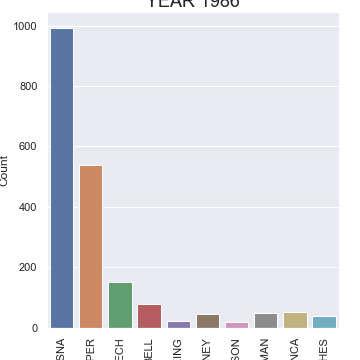 YEAR 1986
1000
800
600
400
200
0
Count
SNA
PER
ECH
ELL
ING
NEY
SON
MAN
NCA
HES